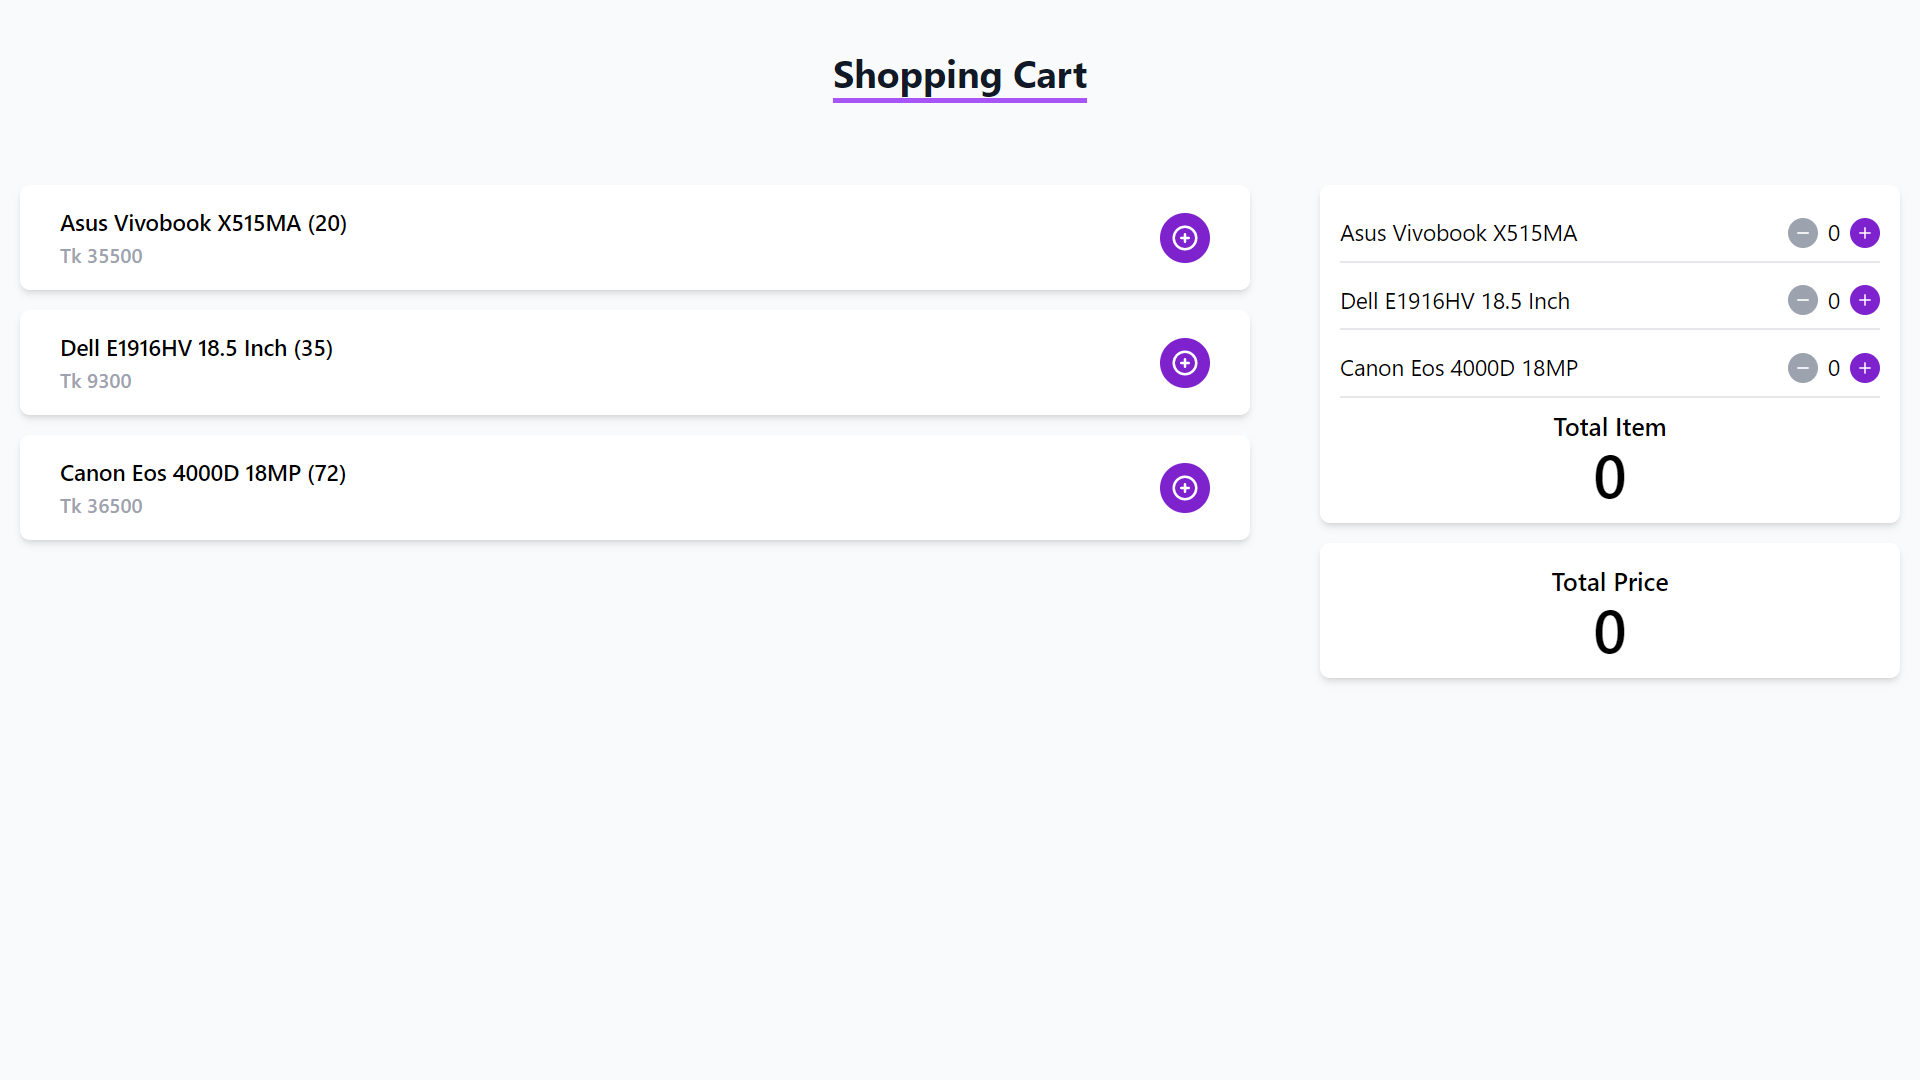 Shopping Cart
Asus Vivobook X515MA (20)
Tk 35500
Dell E1916HV 18.5 Inch (35)
Tk 9300
Canon Eos 4000D 18MP (72)
Tk 36500
Asus Vivobook X515MA 0
Dell E1916HV 18.5 Inch 0
Canon Eos 4000D 18MP 0
Total Item
0
Total Price
0